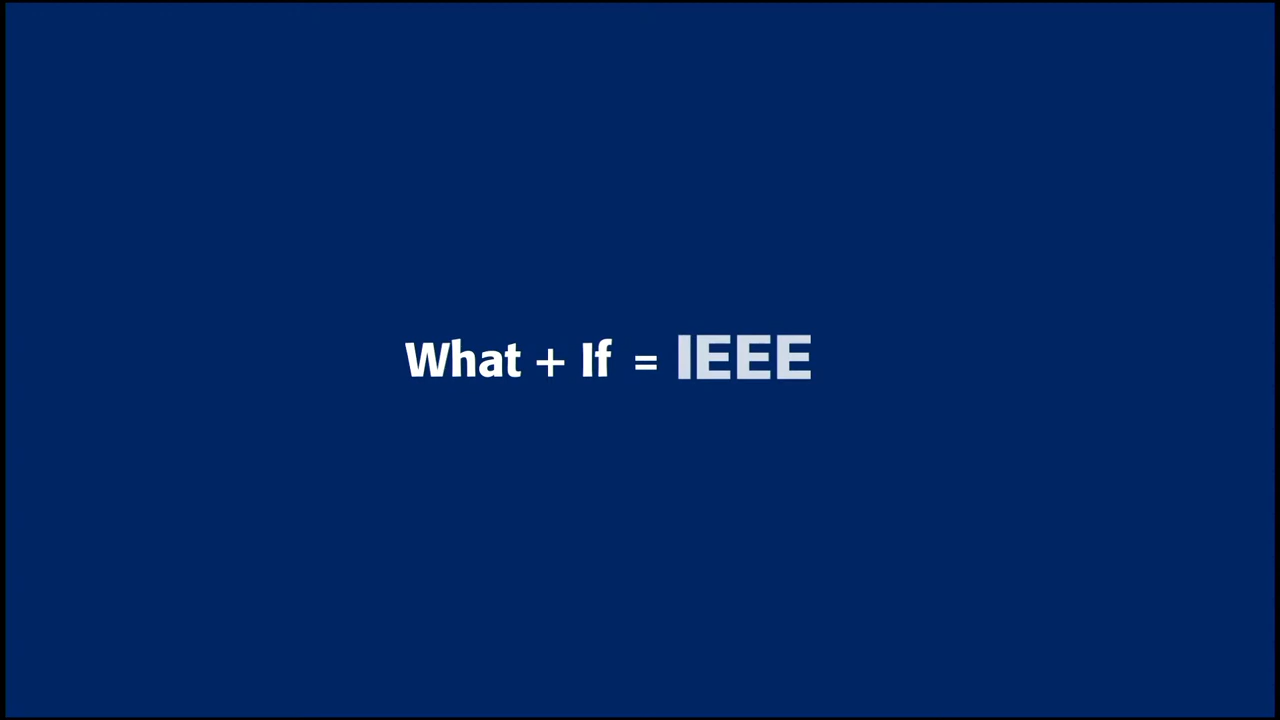 What + If = IEEE